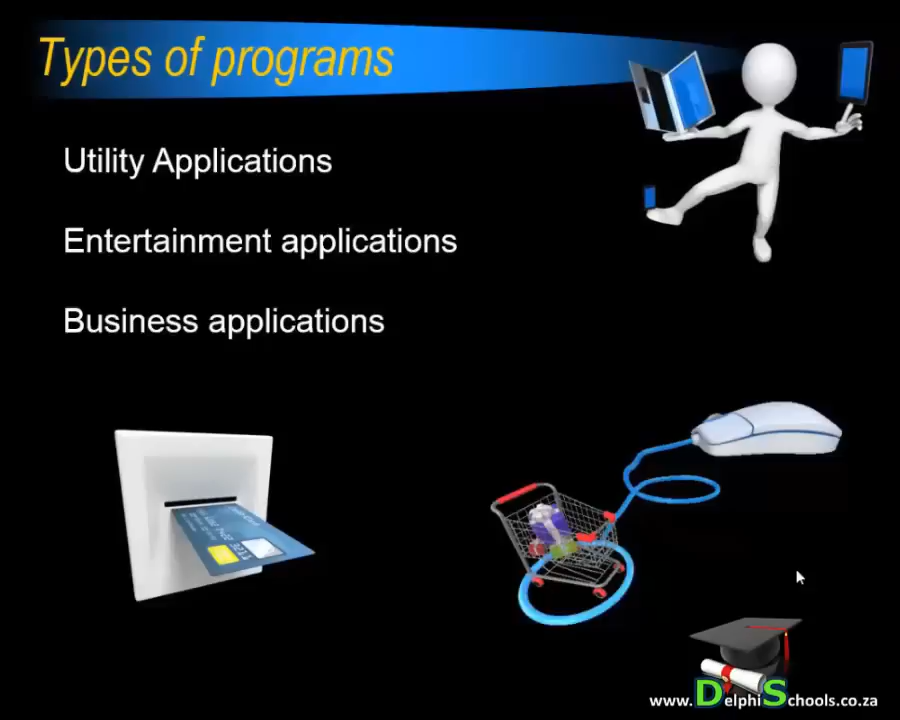 Types of programs
Utility Applications
Entertainment applications
Business applications
www.DelphiSchools.co.za